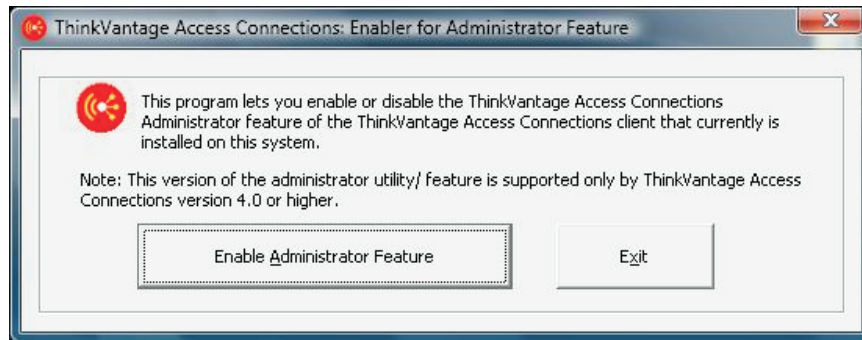 ThinkVantage Access Connections: Enabler for Administrator Feature
This program lets you enable or disable the ThinkVantage Access Connections
Administrator feature of the ThinkVantage Access Connections client that currently is
installed on this system.
Note: This version of the administrator utility/ feature is supported only by ThinkVantage Access
Connections version 4.0 or higher.
Enable Administrator Feature
Exit